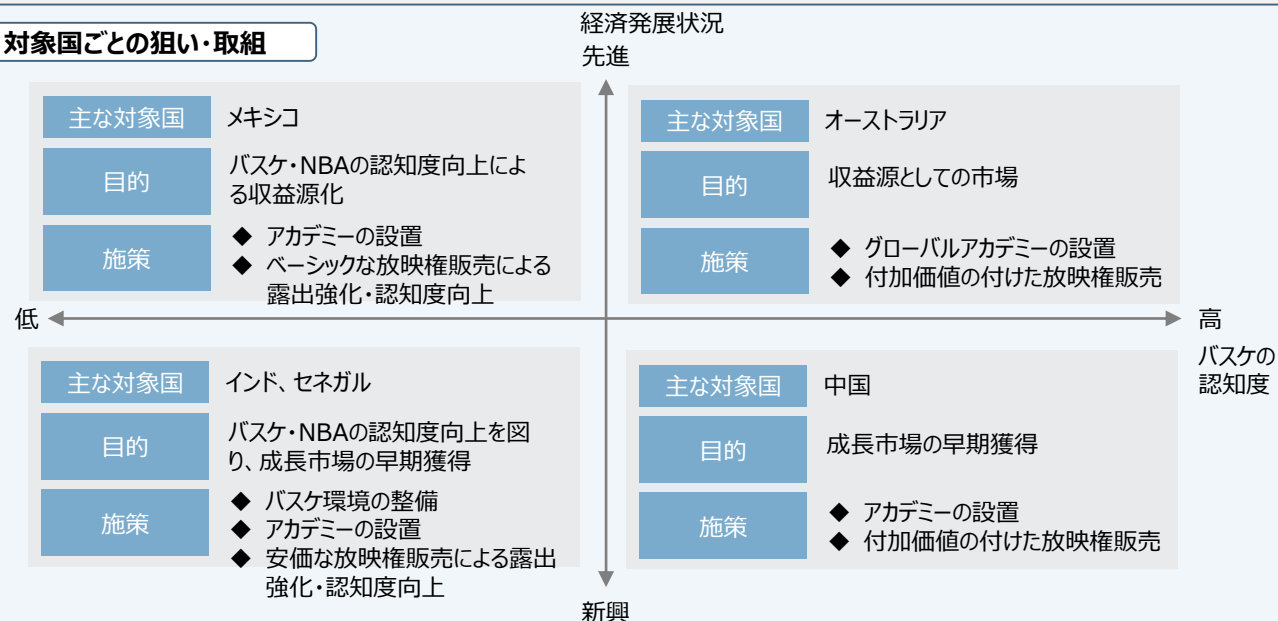 対象国ごとの狙い・取組
経済発展状況
先進
主な対象国
メキシコ
目的
バスケ・NBAの認知度向上によ
る収益源化
施策
◆ アカデミーの設置
◆ ベーシックな放映権販売による
露出強化・認知度向上
主な対象国
オーストラリア
目的
収益源としての市場
施策
◆ グローバルアカデミーの設置
◆ 付加価値の付けた放映権販売
低
高
バスケの
認知度
主な対象国
インド、セネガル
目的
バスケ・NBAの認知度向上を図
り、成長市場の早期獲得
施策
◆ バスケ環境の整備
◆ アカデミーの設置
◆ 安価な放映権販売による露出
強化・認知度向上
主な対象国
中国
目的
成長市場の早期獲得
施策
◆ アカデミーの設置
◆ 付加価値の付けた放映権販売
新興